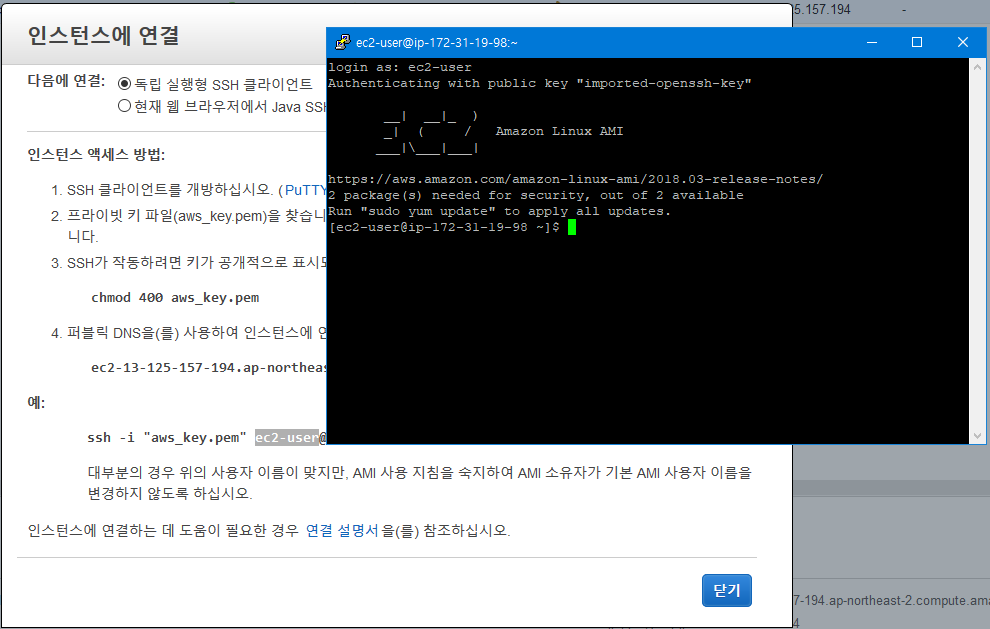 5.157.194 -
인스턴스에 연결
다음에 연결: 독립 실행형 SSH 클라이언트
현재 웹 브라우저에서 Java SSH
인스턴스 액세스 방법:
1. SSH 클라이언트를 개방하십시오. (PuTTY
2. 프라이빗 키 파일(aws_key.pem)을 찾습니
니다.
3. SSH가 작동하려면 키가 공개적으로 표시되
chmod 400 aws_key.pem
4. 퍼블릭 DNS을(를) 사용하여 인스턴스에 연
ec2-13-125-157-194.ap-northeas
예:
ssh -i "aws_key.pem" ec2-user@
대부분의 경우 위의 사용자 이름이 맞지만, AMI 사용 지침을 숙지하여 AMI 소유자가 기본 AMI 사용자 이름을
변경하지 않도록 하십시오.
인스턴스에 연결하는 데 도움이 필요한 경우 연결 설명서을(를) 참조하십시오.
닫기
ec2-user@ip-172-31-19-98:~
login as: ec2-user
Authenticating with public key "imported-openssh-key"
__| __|_ )
_| ( / Amazon Linux AMI
___|\___|___|
https://aws.amazon.com/amazon-linux-ami/2018.03-release-notes/
2 package(s) needed for security, out of 2 available
Run "sudo yum update" to apply all updates.
[ec2-user@ip-172-31-19-98 ~]$
7-194.ap-northeast-2.compute.ama
4